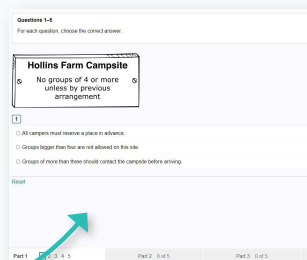 Questions 1–5
For each question, choose the correct answer.
Hollins Farm Campsite
No groups of 4 or more
unless by previous
arrangement
1
All campers must reserve a place in advance.
Groups bigger than four are not allowed on this site.
Groups of more than three should contact the campsite before arriving.
Reset
Part 1 2 3 4 5 Part 2 0 of 5 Part 3 0 of 5